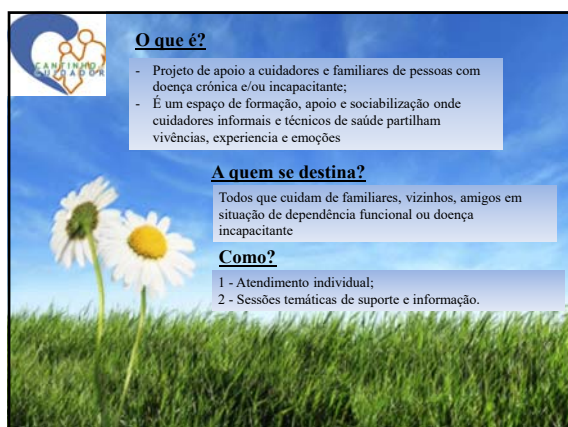 CANTINHO
CUIDADOR
O que é?
- Projeto de apoio a cuidadores e familiares de pessoas com
doença crónica e/ou incapacitante;
- É um espaço de formação, apoio e sociabilização onde
cuidadores informais e técnicos de saúde partilham
vivências, experiencia e emoções
A quem se destina?
Todos que cuidam de familiares, vizinhos, amigos em
situação de dependência funcional ou doença
incapacitante
Como?
1 - Atendimento individual;
2 - Sessões temáticas de suporte e informação.